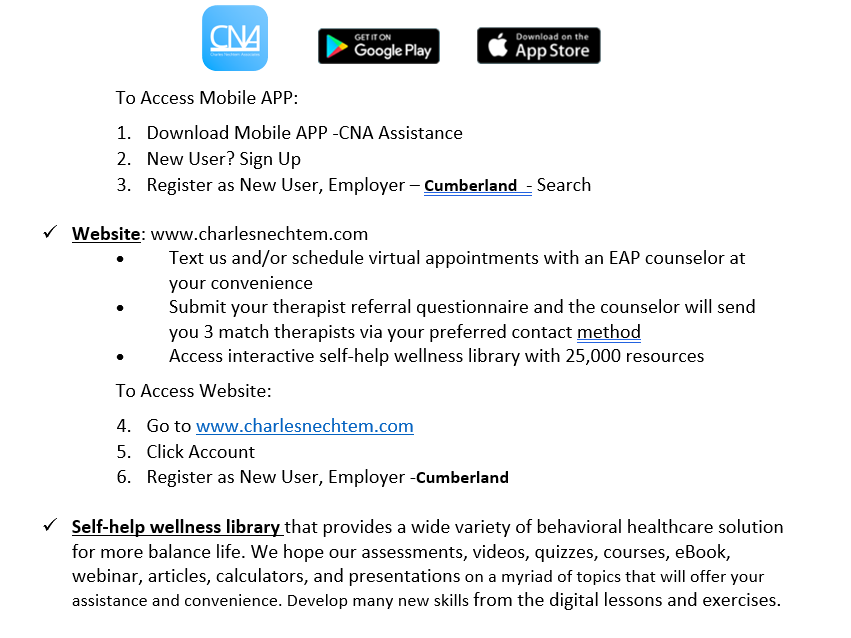 CNA
GET IT ON
Google Play
Download on the
App Store
To Access Mobile APP:
1. Download Mobile APP -CNA Assistance
2. New User? Sign Up
3. Register as New User, Employer – Cumberland - Search
✓ Website: www.charlesnechtem.com
• Text us and/or schedule virtual appointments with an EAP counselor at
your convenience
• Submit your therapist referral questionnaire and the counselor will send
you 3 match therapists via your preferred contact method
• Access interactive self-help wellness library with 25,000 resources
To Access Website:
4. Go to www.charlesnechtem.com
5. Click Account
6. Register as New User, Employer -Cumberland
✓ Self-help wellness library that provides a wide variety of behavioral healthcare solution
for more balance life. We hope our assessments, videos, quizzes, courses, eBook,
webinar, articles, calculators, and presentations on a myriad of topics that will offer your
assistance and convenience. Develop many new skills from the digital lessons and exercises.